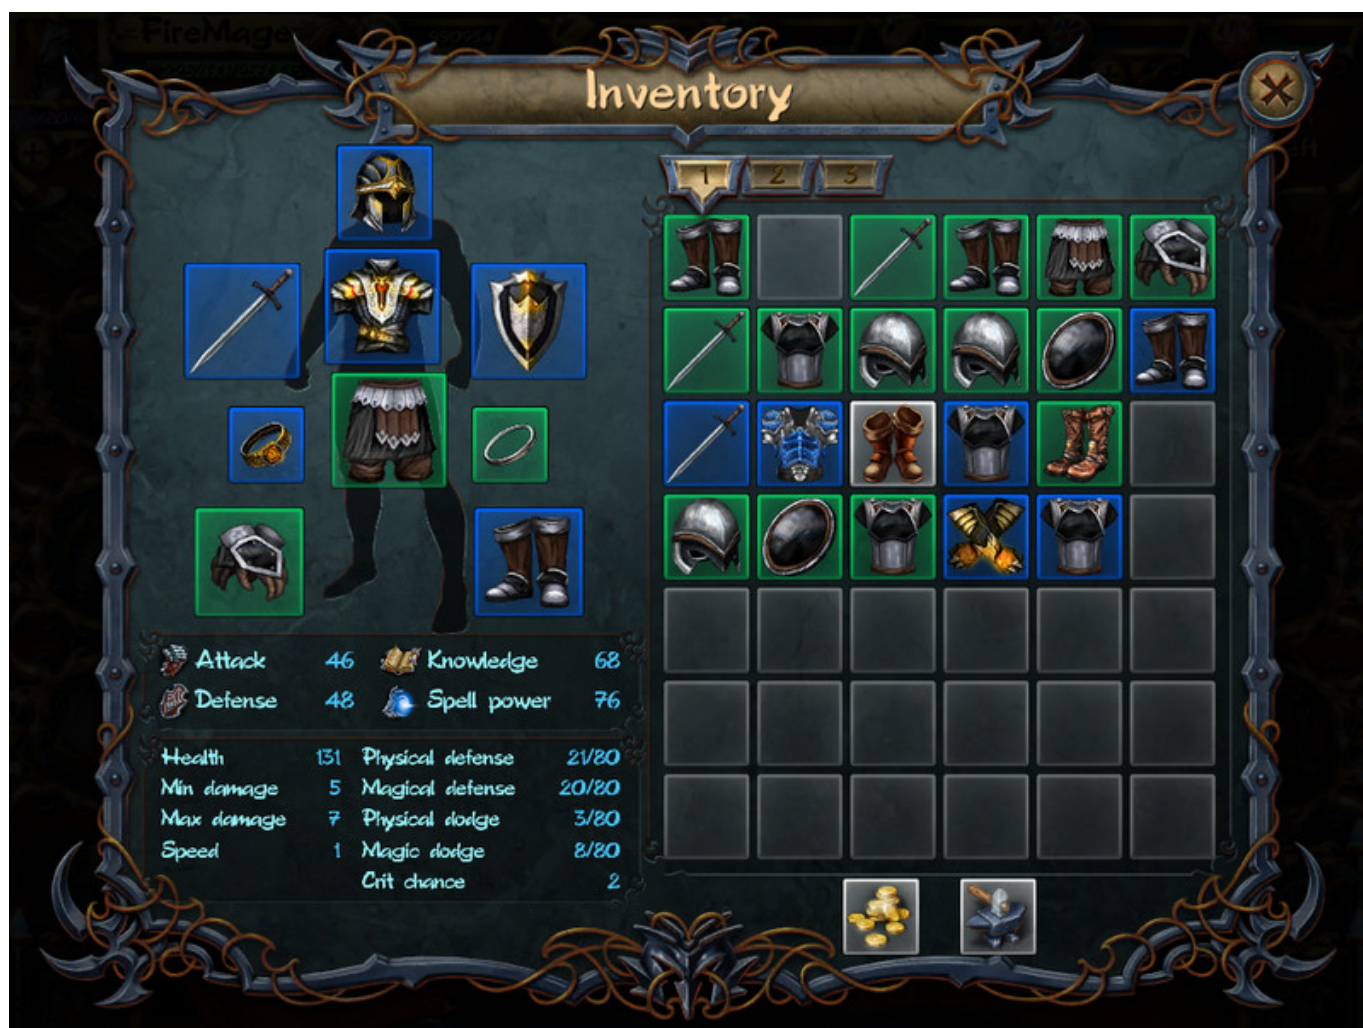 FireMage
Inventory
1 2 3
Attack 46 Knowledge 68
Defense 48 Spell power 76
Health 131 Physical defense 21/80
Min damage 5 Magical defense 20/80
Max damage 7 Physical dodge 3/80
Speed 1 Magic dodge 8/80
Crit chance 2